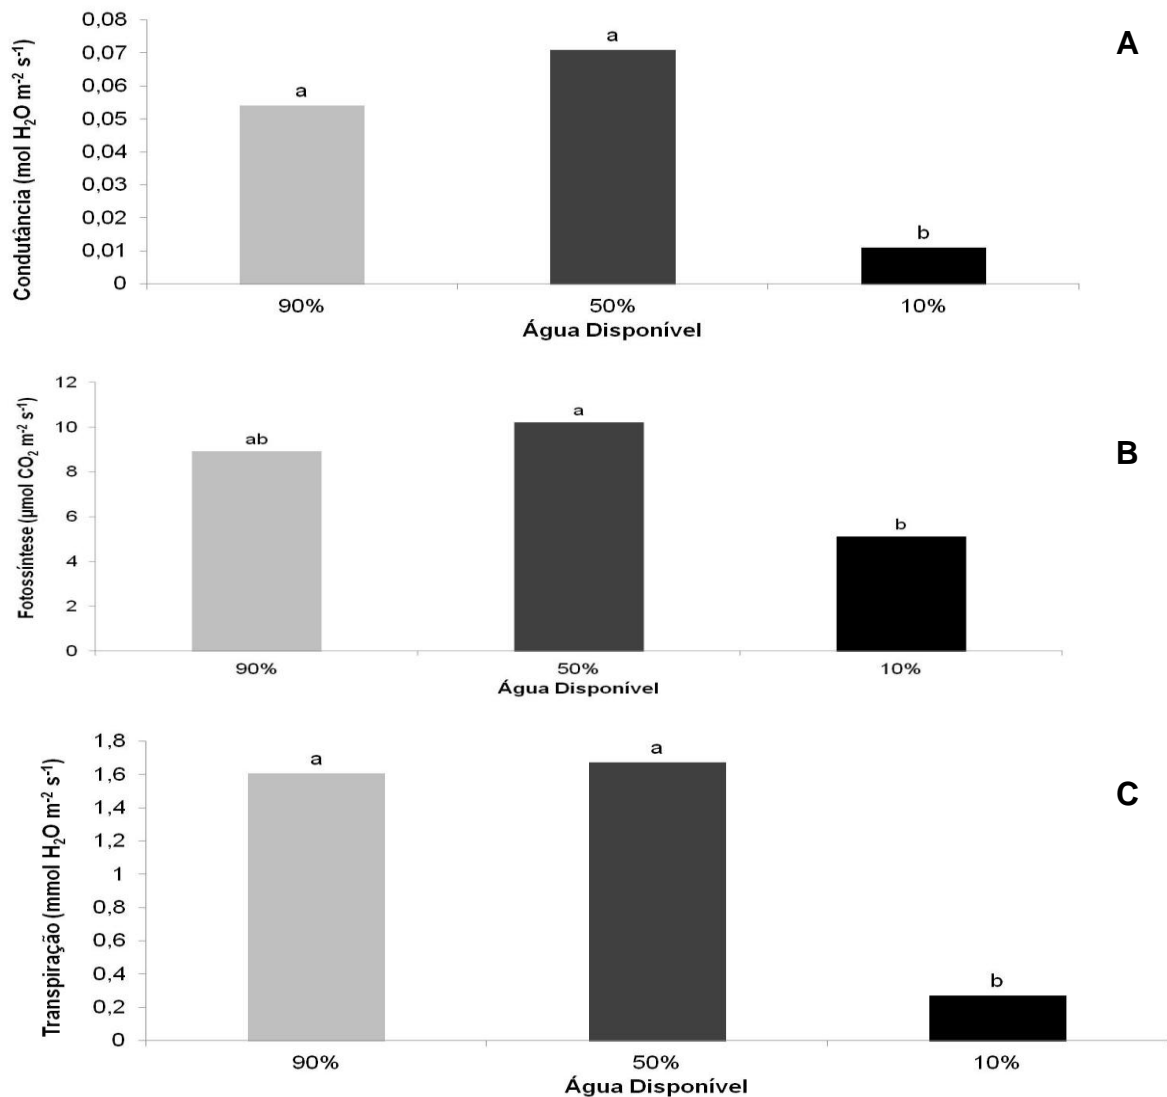 A
Condutância (mol H₂O m⁻² s⁻¹)
0,08
0,07
0,06
0,05
0,04
0,03
0,02
0,01
0
a
a
b
90%
50%
10%
Água Disponível
B
Fotossíntese (µmol CO₂ m⁻² s⁻¹)
12
10
8
6
4
2
0
ab
a
b
90%
50%
10%
Água Disponível
C
Transpiração (mmol H₂O m⁻² s⁻¹)
1,8
1,6
1,4
1,2
1
0,8
0,6
0,4
0,2
0
a
a
b
90%
50%
10%
Água Disponível